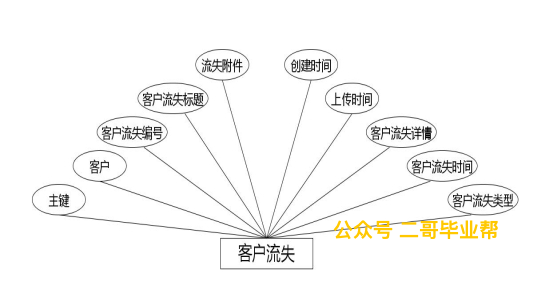 流失附件
创建时间
客户流失标题
上传时间
客户流失编号
客户流失详情
客户
客户流失时间
主键
客户流失类型
公众号 二哥毕业帮
客户流失